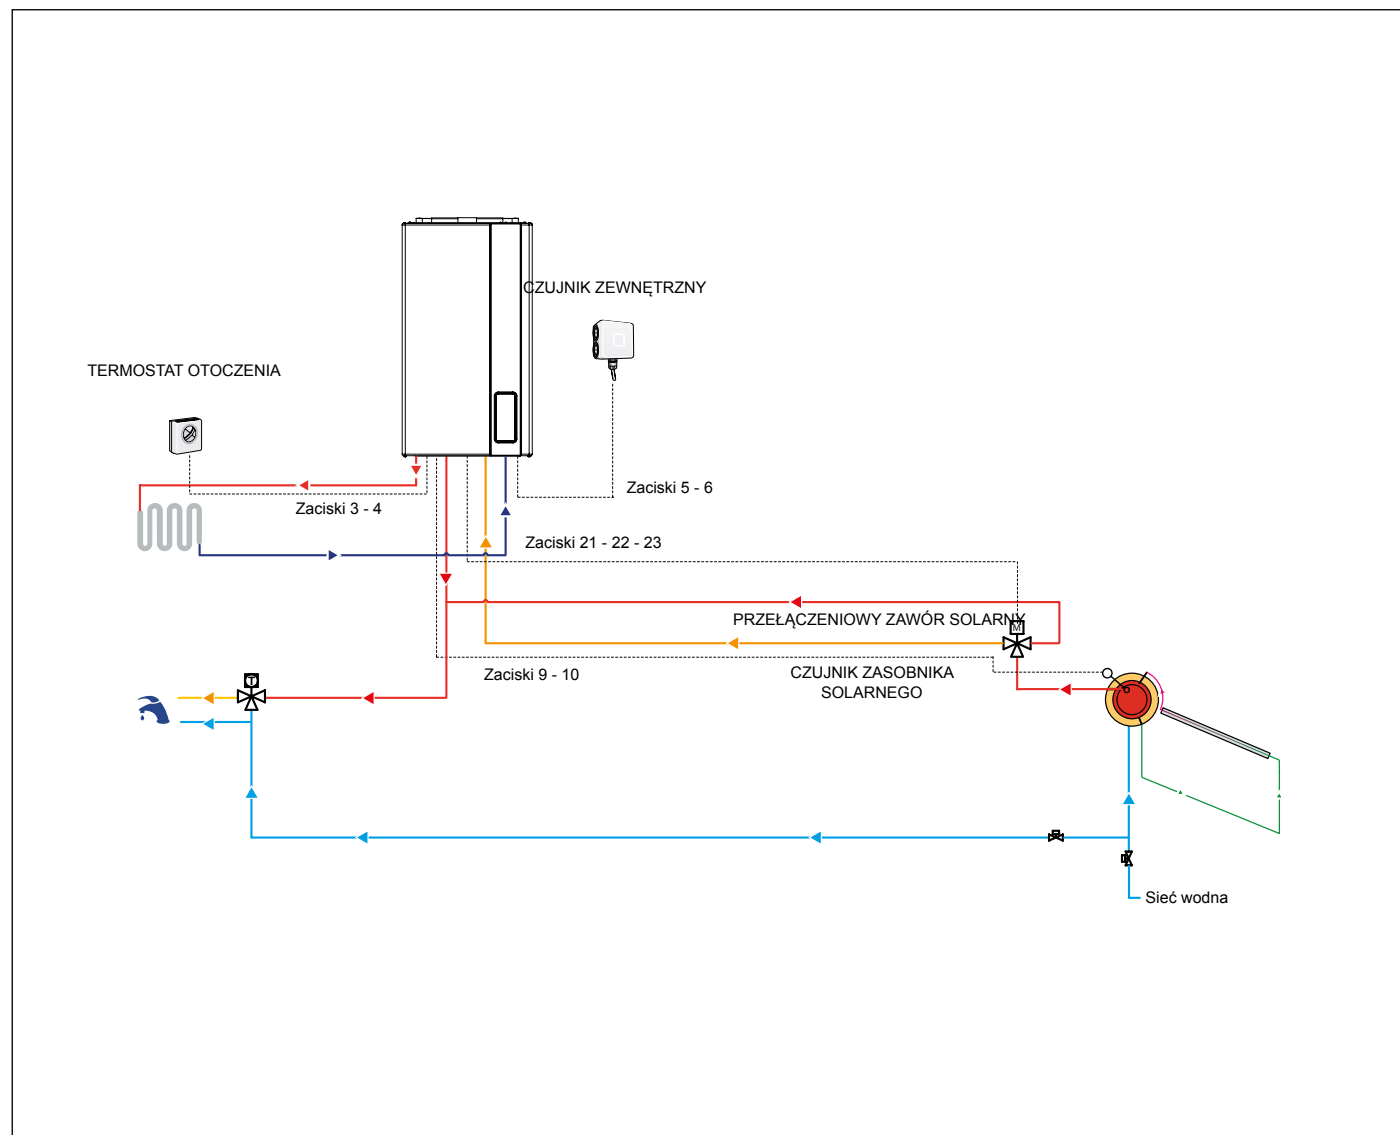 CZUJNIK ZEWNĘTRZNY
TERMOSTAT OTOCZENIA
Zaciski 5 - 6
Zaciski 3 - 4
Zaciski 21 - 22 - 23
PRZEŁĄCZENIOWY ZAWÓR SOLARNY
M
Zaciski 9 - 10
CZUJNIK ZASOBNIKA
SOLARNEGO
T
Sieć wodna